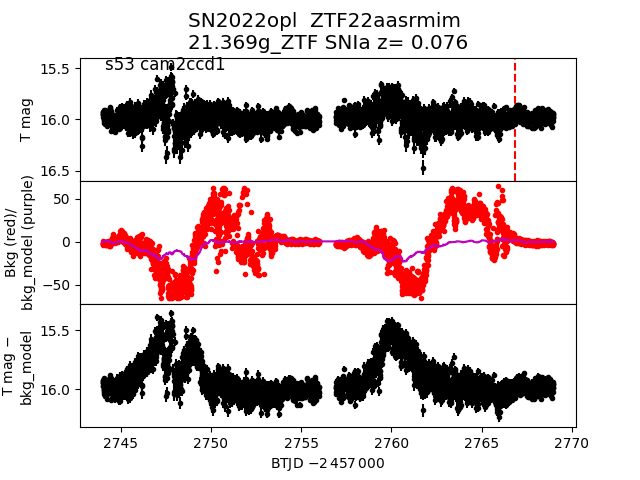 SN2022opl  ZTF22aasrmim
21.369g_ZTF SNIa z= 0.076
s53 cam2ccd1
15.5
16.0
16.5
T mag
50
0
−50
Bkg (red)/
bkg_model (purple)
15.5
16.0
T mag −
bkg_model
2745 2750 2755 2760 2765 2770
BTJD −2 457 000